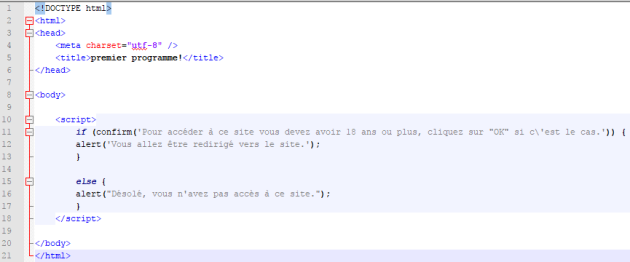 1 <!DOCTYPE html>
2 <html>
3 <head>
4 <meta charset="utf-8" />
5 <title>premier programme!</title>
6 </head>
7
8 <body>
9
10 <script>
11 if (confirm('Pour accéder à ce site vous devez avoir 18 ans ou plus, cliquez sur "OK" si c\'est le cas.')) {
12 alert('Vous allez être redirigé vers le site.');
13 }
14
15 else {
16 alert("Désolé, vous n'avez pas accès à ce site.");
17 }
18 </script>
19
20 </body>
21 </html>